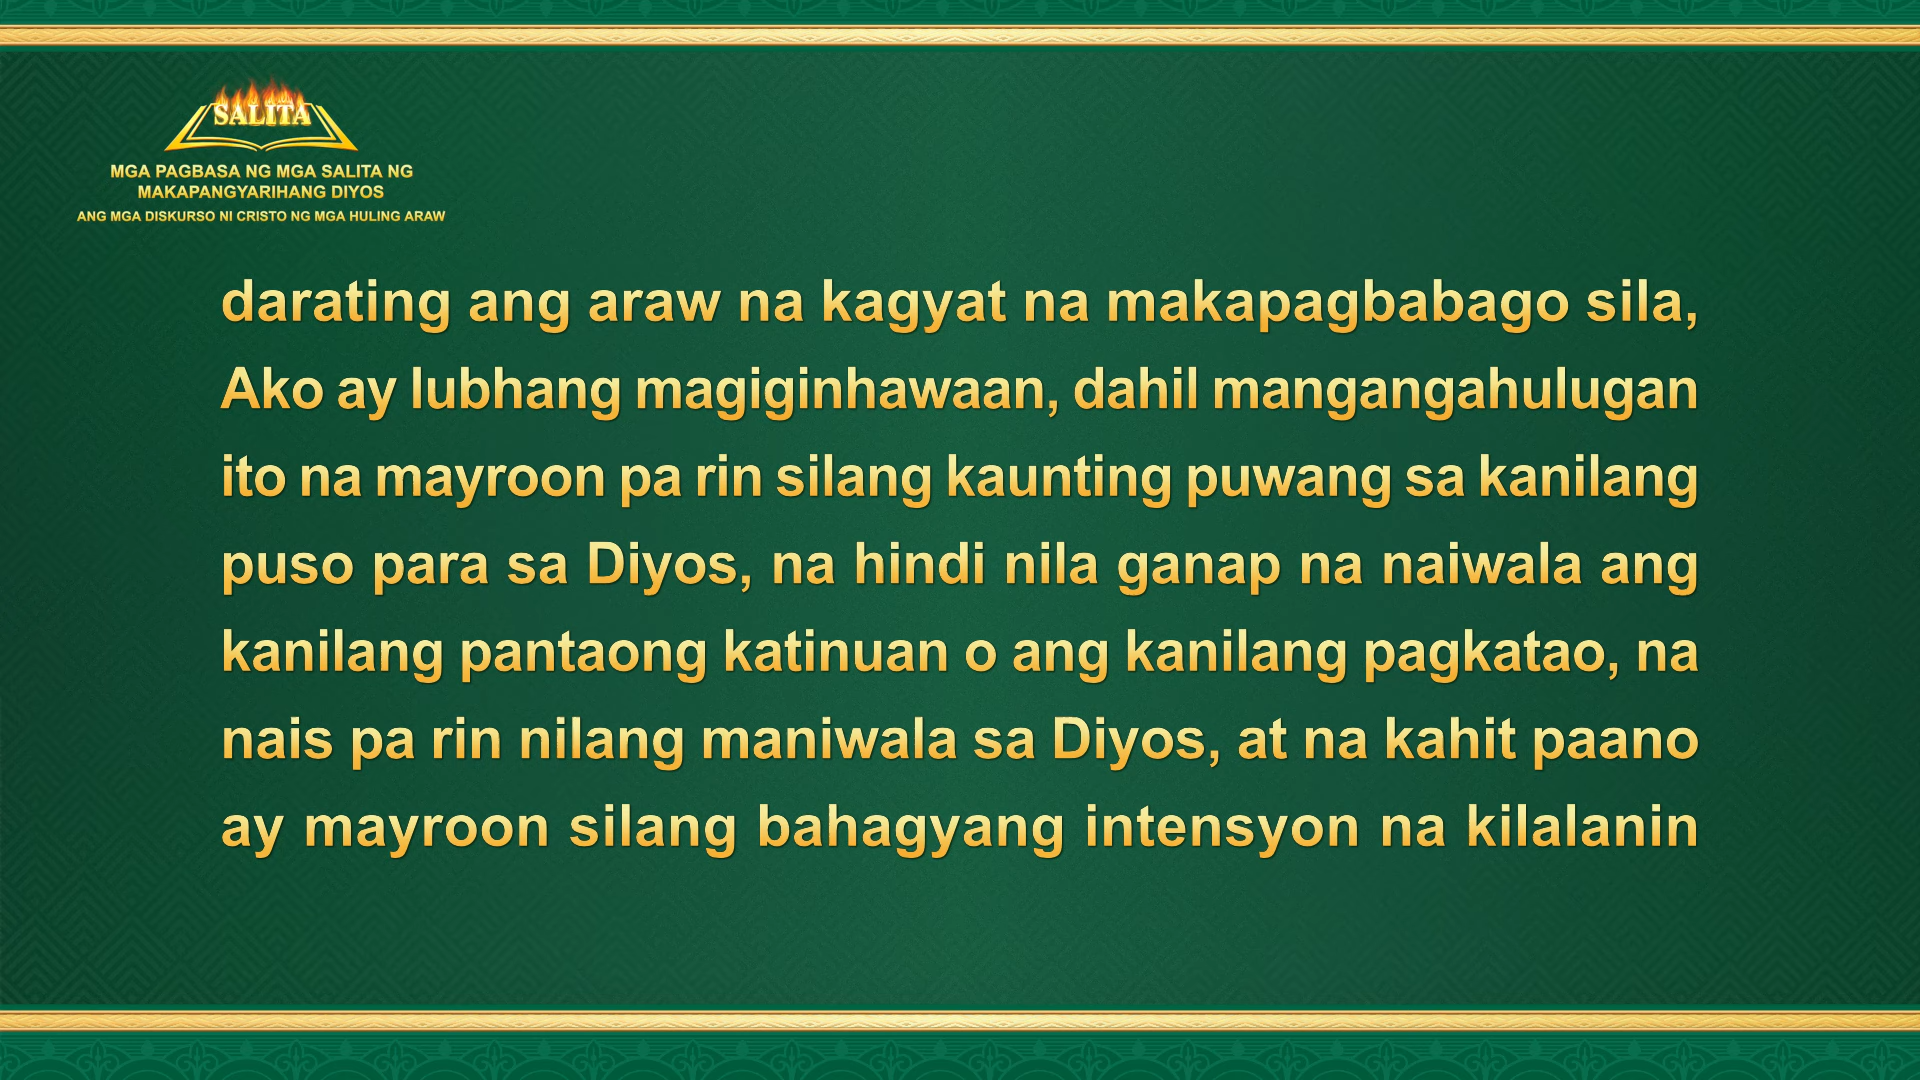 SALITA
MGA PAGBASA NG MGA SALITA NG
MAKAPANGYARIHANG DIYOS
ANG MGA DISKURSO NI CRISTO NG MGA HULING ARAW
darating ang araw na kagyat na makapagbabago sila,
Ako ay lubhang magiginhawaan, dahil mangangahulugan
ito na mayroon pa rin silang kaunting puwang sa kanilang
puso para sa Diyos, na hindi nila ganap na naiwala ang
kanilang pantaong katinuan o ang kanilang pagkatao, na
nais pa rin nilang maniwala sa Diyos, at na kahit paano
ay mayroon silang bahagyang intensyon na kilalanin